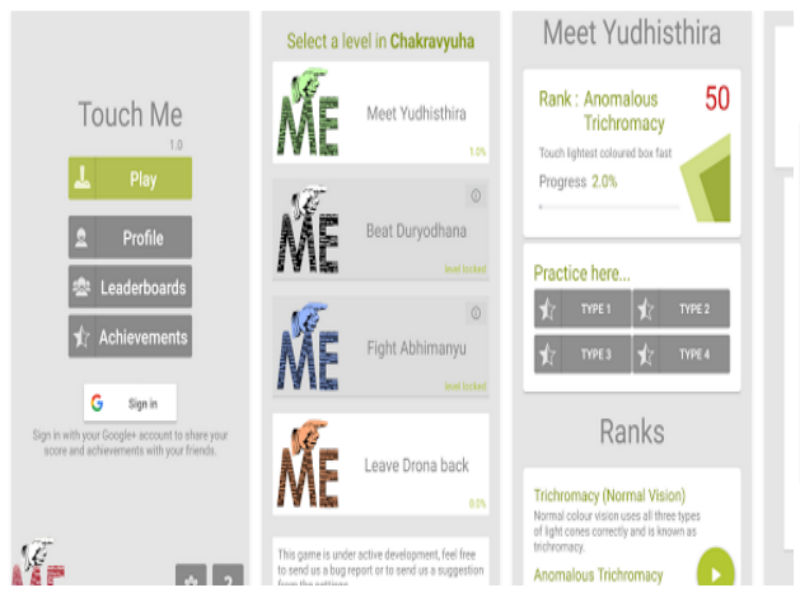 Touch Me
1.0
Play
Profile
Leaderboards
Achievements
G Sign in
Sign in with your Google+ account to share your
score and achievements with your friends.
ME
?
Select a level in Chakravyuha
ME
Meet Yudhisthira
1.0%
ME
Beat Duryodhana
level locked
ME
Fight Abhimanyu
level locked
ME
Leave Drona back
0.0%
This game is under active development, feel free
to send us a bug report or to send us a suggestion
from the settings
Meet Yudhisthira
Rank : Anomalous
Trichromacy
50
Touch lightest coloured box fast
Progress 2.0%
Practice here...
TYPE 1
TYPE 2
TYPE 3
TYPE 4
Ranks
Trichromacy (Normal Vision)
Normal colour vision uses all three types
of light cones correctly and is known as
trichromacy.
Anomalous Trichromacy